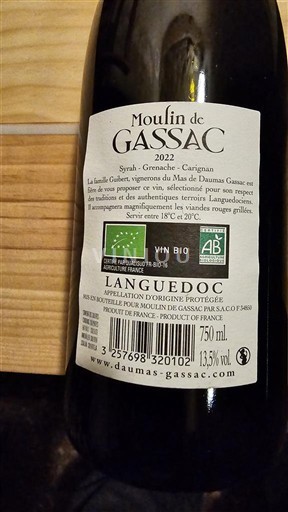 Moulin de
GASSAC
2022
Syrah - Grenache - Carignan
La famille Guibert, vignerons du Mas de Daumas Gassac est
fière de vous proposer ce vin, sélectionné pour son respect
des traditions et des authentiques terroirs Languedociens.
Il accompagnera magnifiquement les viandes rouges grillées.
Servir entre 18°C et 20°C.
VIN BIO
AB
AGRICULTURE FRANCE
LANGUEDOC
APPELLATION D'ORIGINE PROTÉGÉE
MIS EN BOUTEILLE POUR MOULIN DE GASSAC PAR S.A.C.O F 34800
PRODUIT DE FRANCE - PRODUCT OF FRANCE
750 ml.
13,5% vol.
3 257698 320102
www.daumas-gassac.com